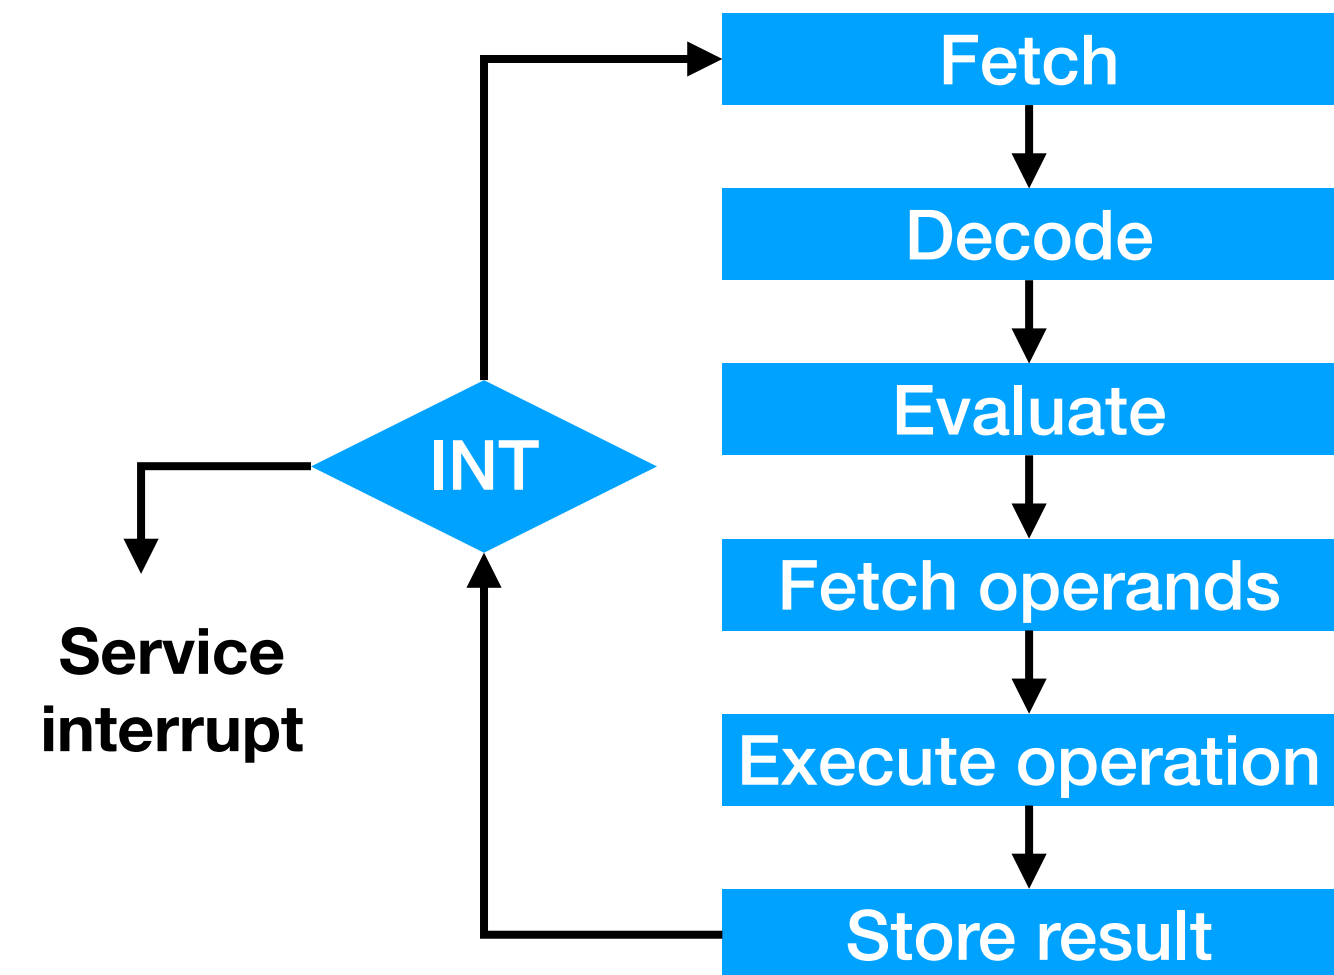 Fetch
Decode
Evaluate
INT
Fetch operands
Service
interrupt
Execute operation
Store result